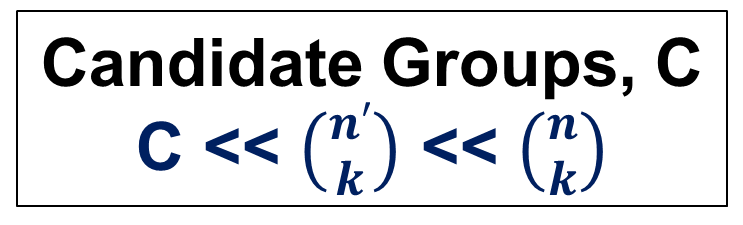 Candidate Groups, C
C << (n′ k) << (n k)